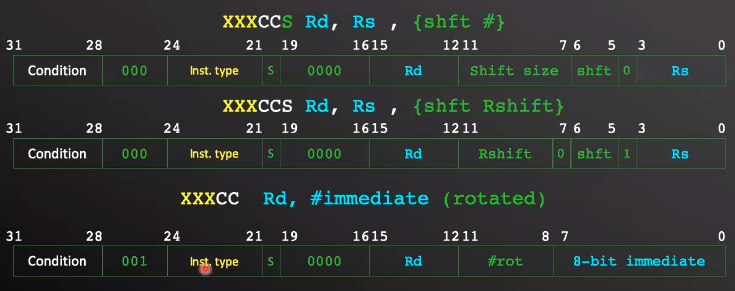 XXXCCS Rd, Rs , {shft #}
31 28 24 21 19 1615 1211 7 6 5 3 0
Condition 000 Inst. type S 0000 Rd Shift size shft 0 Rs
XXXCCS Rd, Rs , {shft Rshift}
31 28 24 21 19 1615 1211 7 6 5 3 0
Condition 000 Inst. type S 0000 Rd Rshift 0 shft 1 Rs
XXXCC Rd, #immediate (rotated)
31 28 24 21 19 1615 1211 8 7 0
Condition 001 Inst. type S 0000 Rd #rot 8-bit immediate